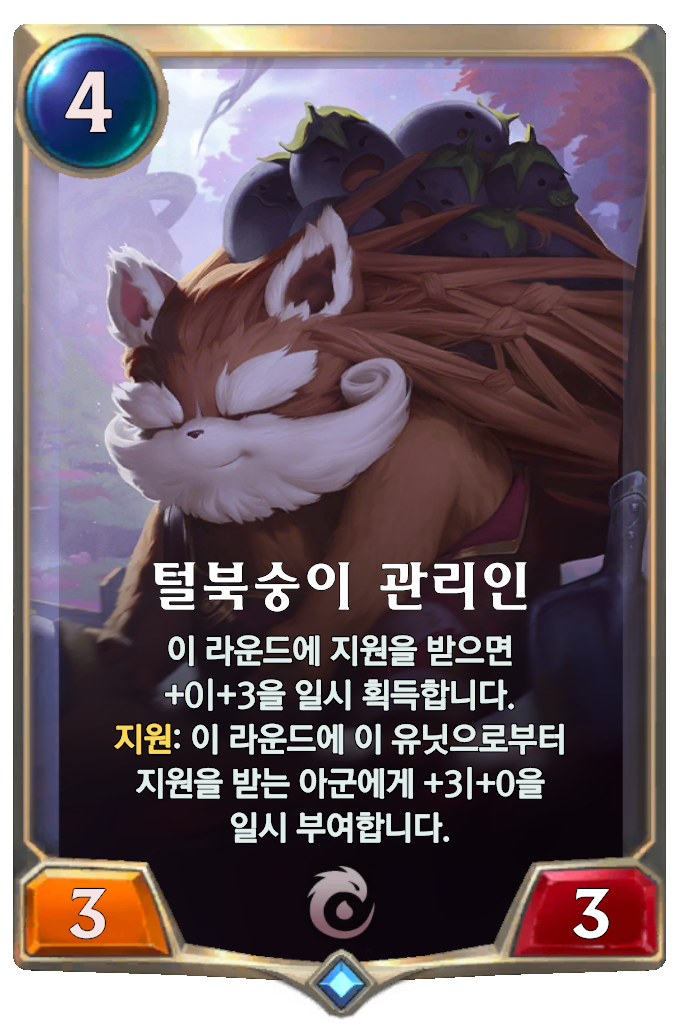 4
털북숭이 관리인
이 라운드에 지원을 받으면
+0|+3을 일시 획득합니다.
지원: 이 라운드에 이 유닛으로부터
지원을 받는 아군에게 +3|+0을
일시 부여합니다.
3
3